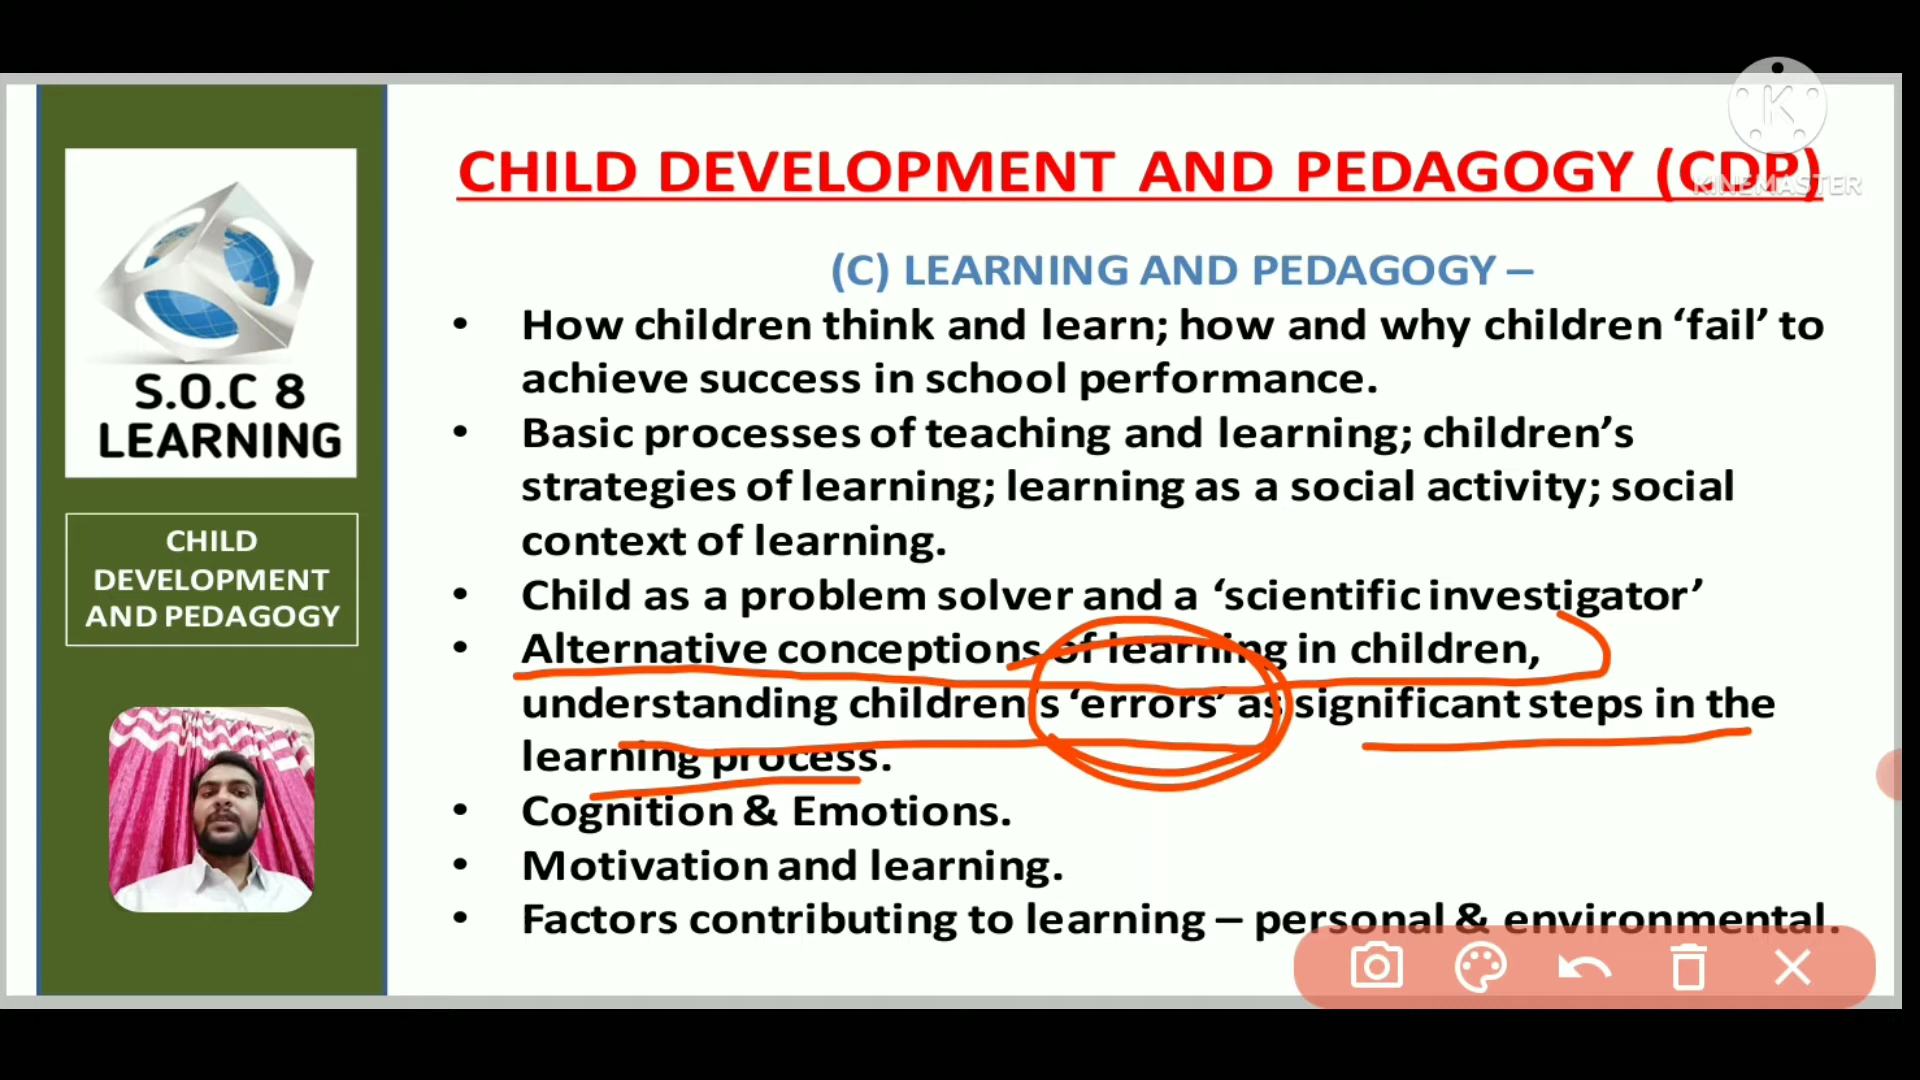 KINEMASTER
CHILD DEVELOPMENT AND PEDAGOGY (CDP)
(C) LEARNING AND PEDAGOGY –
• How children think and learn; how and why children ‘fail’ to
achieve success in school performance.
• Basic processes of teaching and learning; children’s
strategies of learning; learning as a social activity; social
context of learning.
• Child as a problem solver and a ‘scientific investigator’
• Alternative conceptions of learning in children,
understanding children’s ‘errors’ as significant steps in the
learning process.
• Cognition & Emotions.
• Motivation and learning.
• Factors contributing to learning – personal & environmental.
S.O.C 8
LEARNING
CHILD
DEVELOPMENT
AND PEDAGOGY